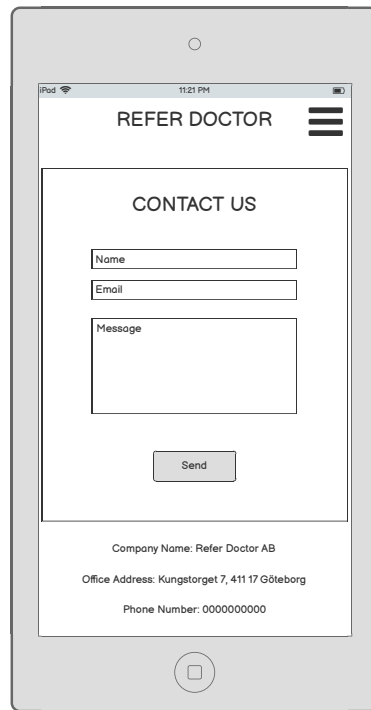 iPad
11:21 PM
REFER DOCTOR
CONTACT US
Name
Email
Message
Send
Company Name: Refer Doctor AB
Office Address: Kungstorget 7, 411 17 Göteborg
Phone Number: 0000000000